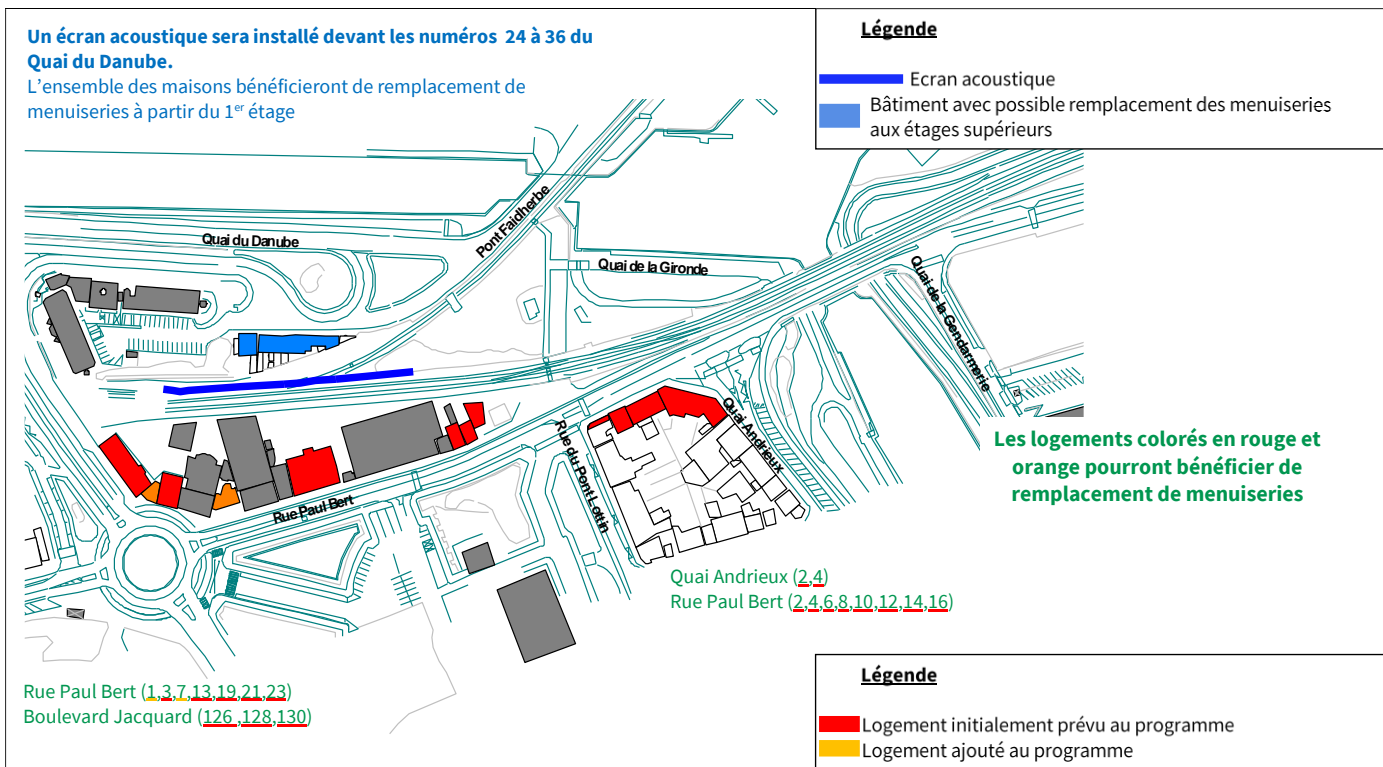 Un écran acoustique sera installé devant les numéros 24 à 36 du
Quai du Danube.
L'ensemble des maisons bénéficieront de remplacement de
menuiseries à partir du 1er étage
Légende
Ecran acoustique
Bâtiment avec possible remplacement des menuiseries
aux étages supérieurs
Quai du Danube
Pont Faidherbe
Quai de la Gironde
Quai de la Gendarmerie
Quai Andrieux
Rue du Pont Lottin
Rue Paul Bert
Les logements colorés en rouge et
orange pourront bénéficier de
remplacement de menuiseries
Quai Andrieux (2,4)
Rue Paul Bert (2,4,6,8,10,12,14,16)
Rue Paul Bert (1,3,7,13,19,21,23)
Boulevard Jacquard (126 ,128,130)
Légende
Logement initialement prévu au programme
Logement ajouté au programme